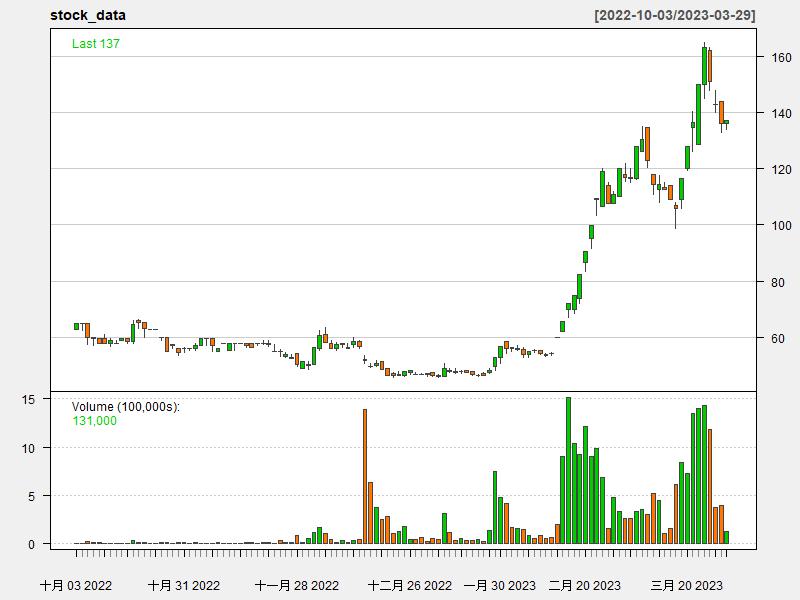 stock_data
[2022-10-03/2023-03-29]
Last 137
160
140
120
100
80
60
Volume (100,000s):
131,000
15
10
5
0
十月 03 2022
十月 31 2022
十一月 28 2022
十二月 26 2022
一月 30 2023
二月 20 2023
三月 20 2023